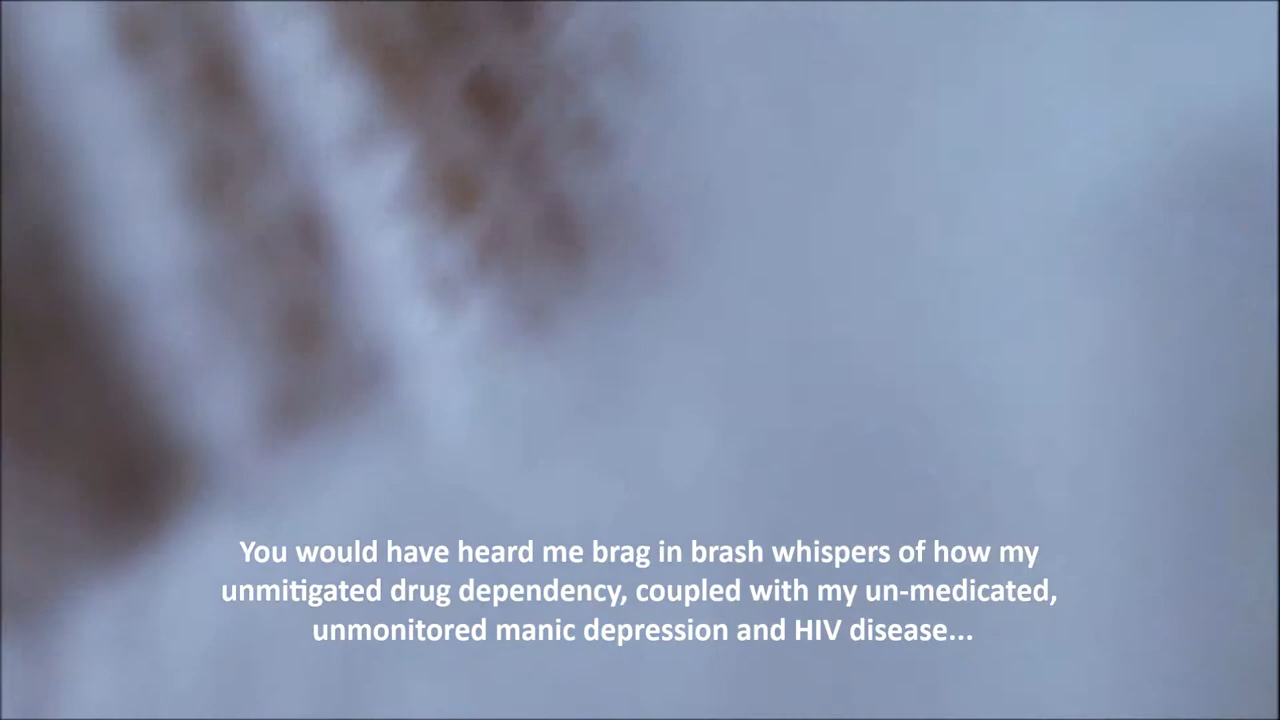 You would have heard me brag in brash whispers of how my
unmitigated drug dependency, coupled with my un-medicated,
unmonitored manic depression and HIV disease...